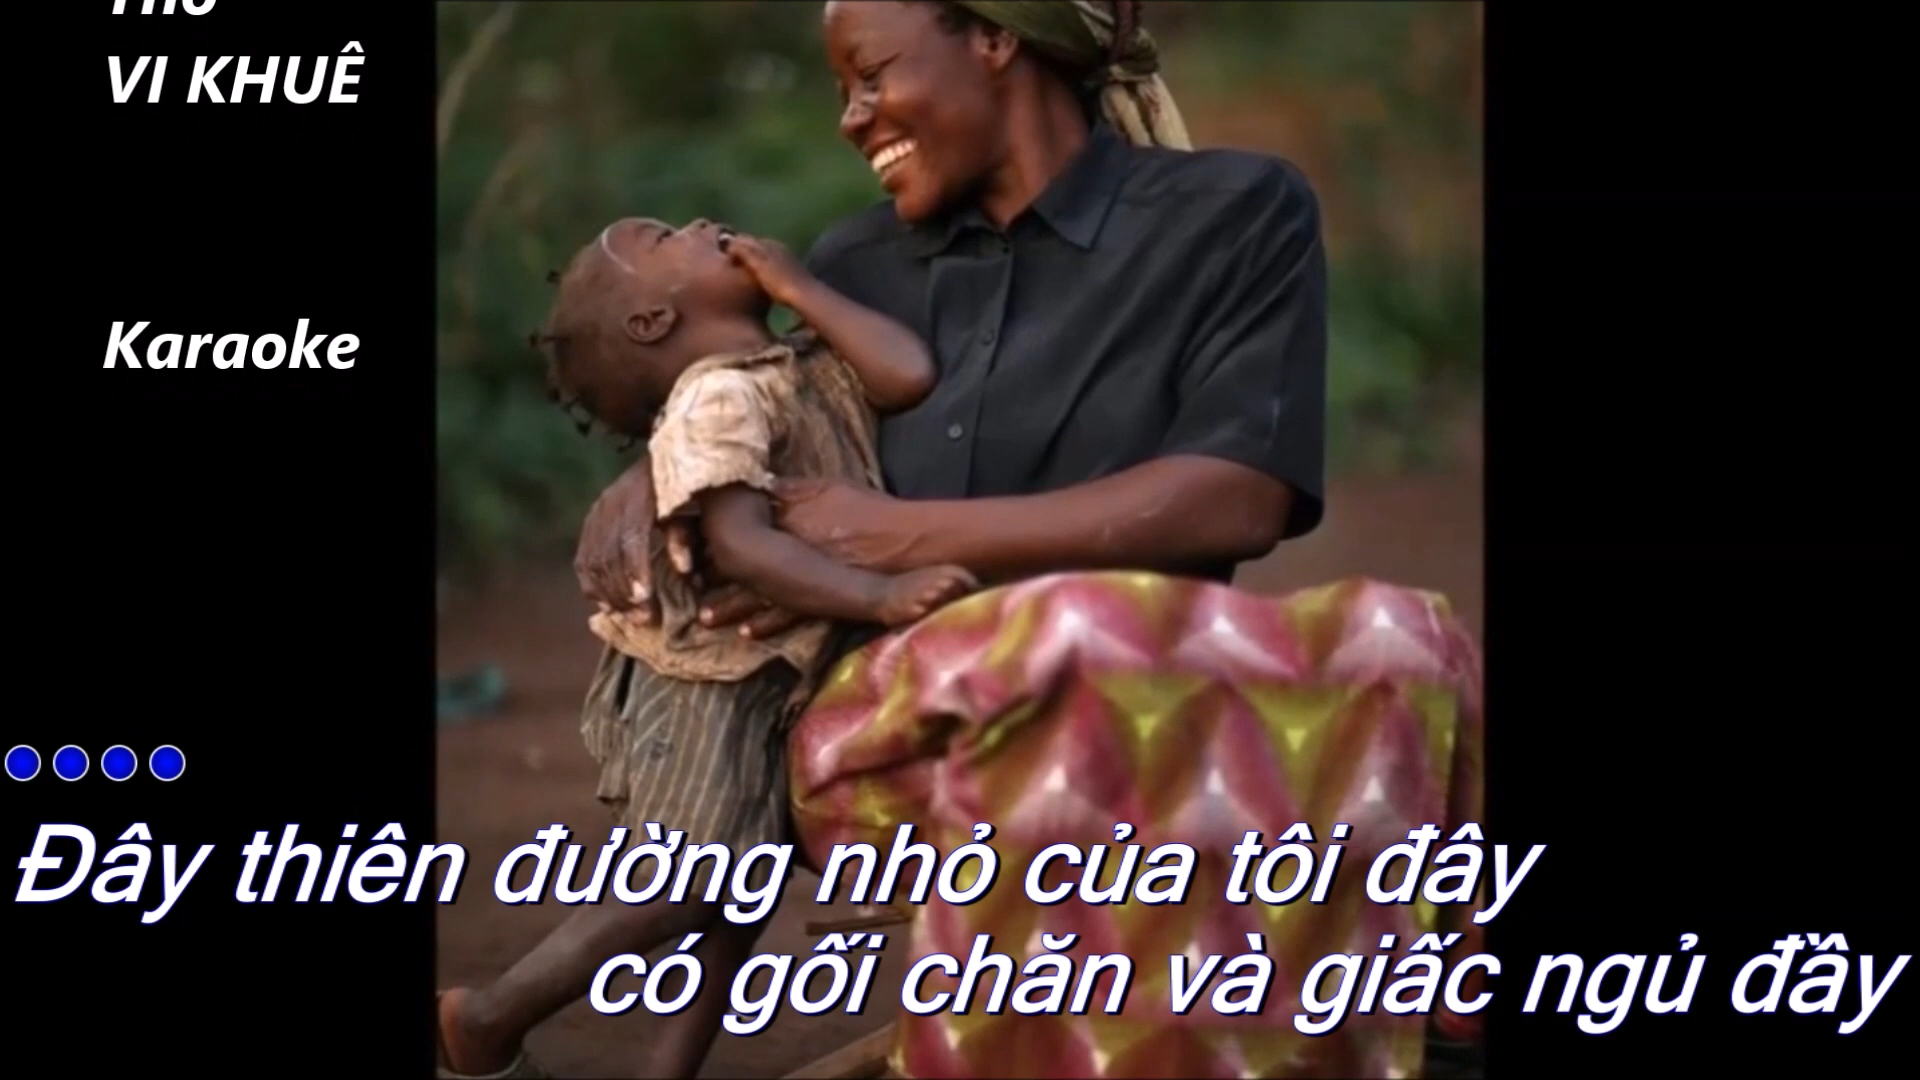 VI KHUÊ
Karaoke
Đây thiên đường nhỏ của tôi đây
có gối chăn và giấc ngủ đầy